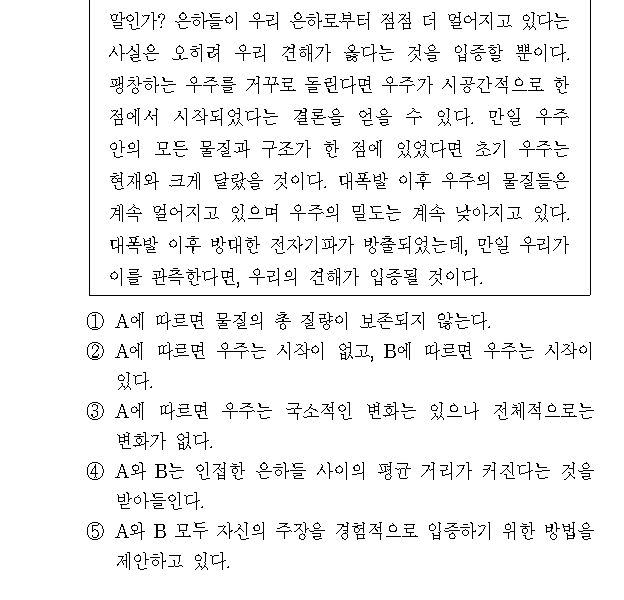 말인가? 은하들이 우리 은하로부터 점점 더 멀어지고 있다는
사실은 오히려 우리 견해가 옳다는 것을 입증할 뿐이다.
팽창하는 우주를 거꾸로 돌린다면 우주가 시공간적으로 한
점에서 시작되었다는 결론을 얻을 수 있다. 만일 우주
안의 모든 물질과 구조가 한 점에 있었다면 초기 우주는
현재와 크게 달랐을 것이다. 대폭발 이후 우주의 물질들은
계속 멀어지고 있으며 우주의 밀도는 계속 낮아지고 있다.
대폭발 이후 방대한 전자기파가 방출되었는데, 만일 우리가
이를 관측한다면, 우리의 견해가 입증될 것이다.
① A에 따르면 물질의 총 질량이 보존되지 않는다.
② A에 따르면 우주는 시작이 없고, B에 따르면 우주는 시작이
있다.
③ A에 따르면 우주는 국소적인 변화는 있으나 전체적으로는
변화가 없다.
④ A와 B는 인접한 은하들 사이의 평균 거리가 커진다는 것을
받아들인다.
⑤ A와 B 모두 자신의 주장을 경험적으로 입증하기 위한 방법을
제안하고 있다.